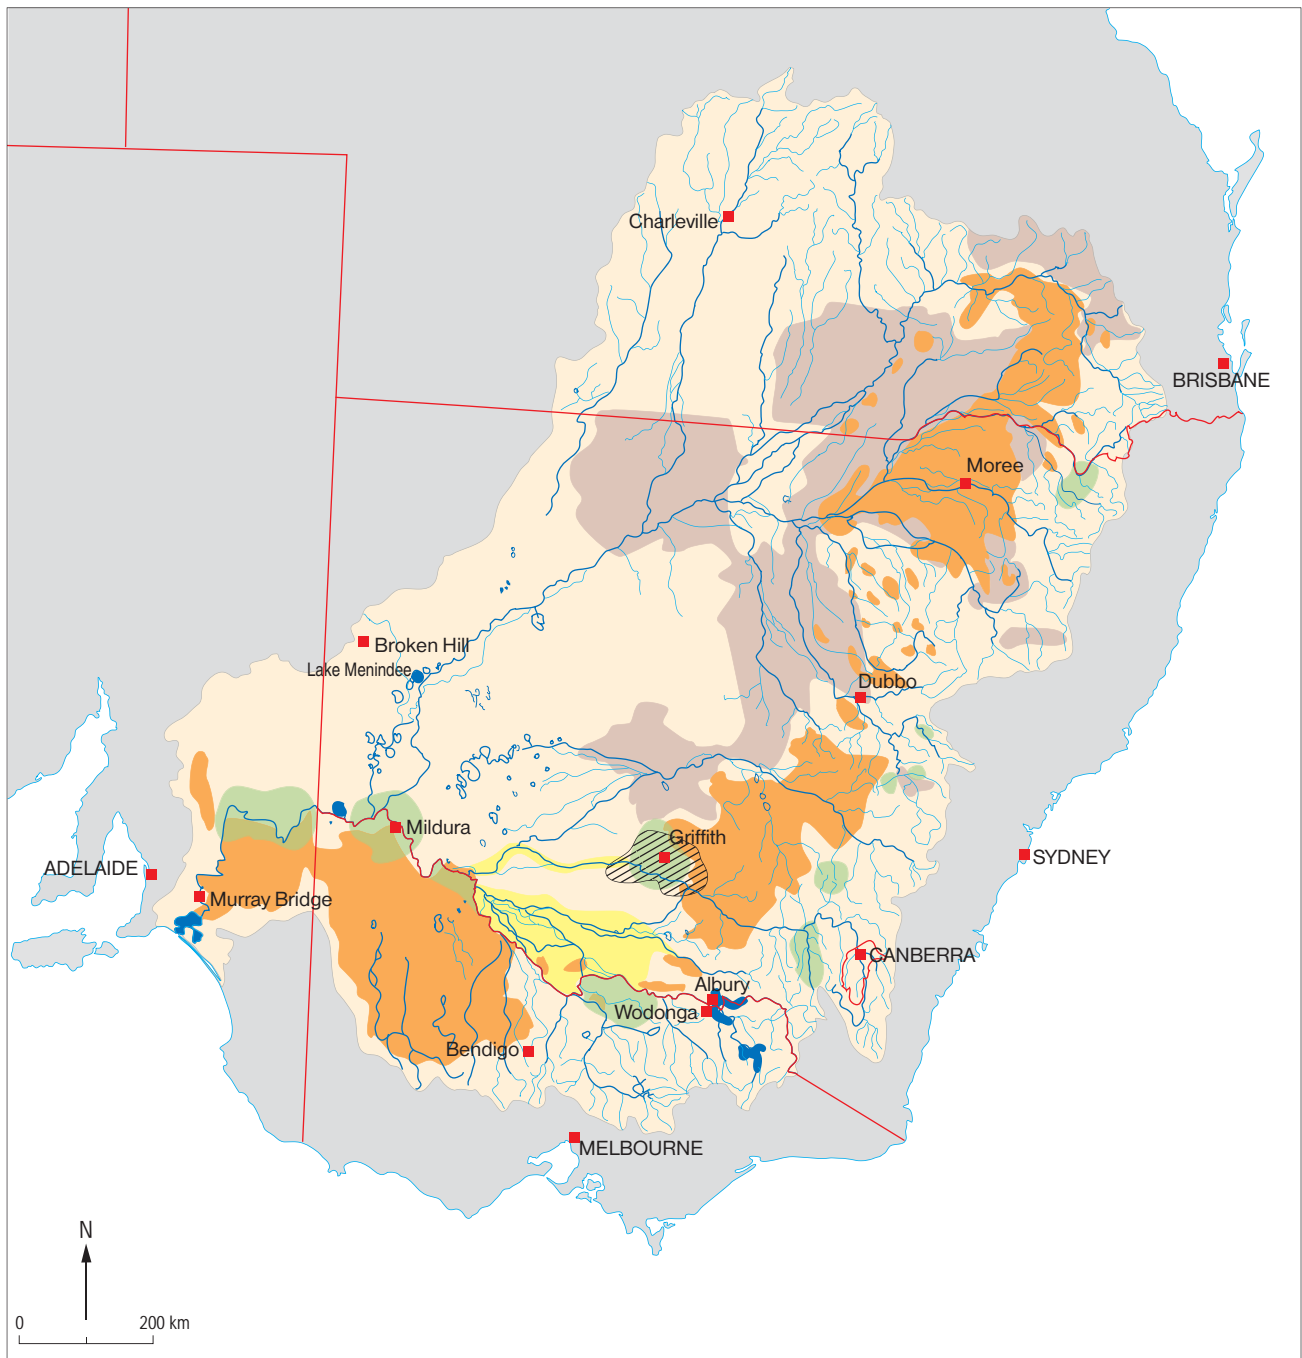 Charleville
BRISBANE
Moree
Broken Hill
Lake Menindee
Dubbo
Mildura
Griffith
SYDNEY
ADELAIDE
Murray Bridge
CANBERRA
Albury
Wodonga
Bendigo
MELBOURNE
N
0 200 km